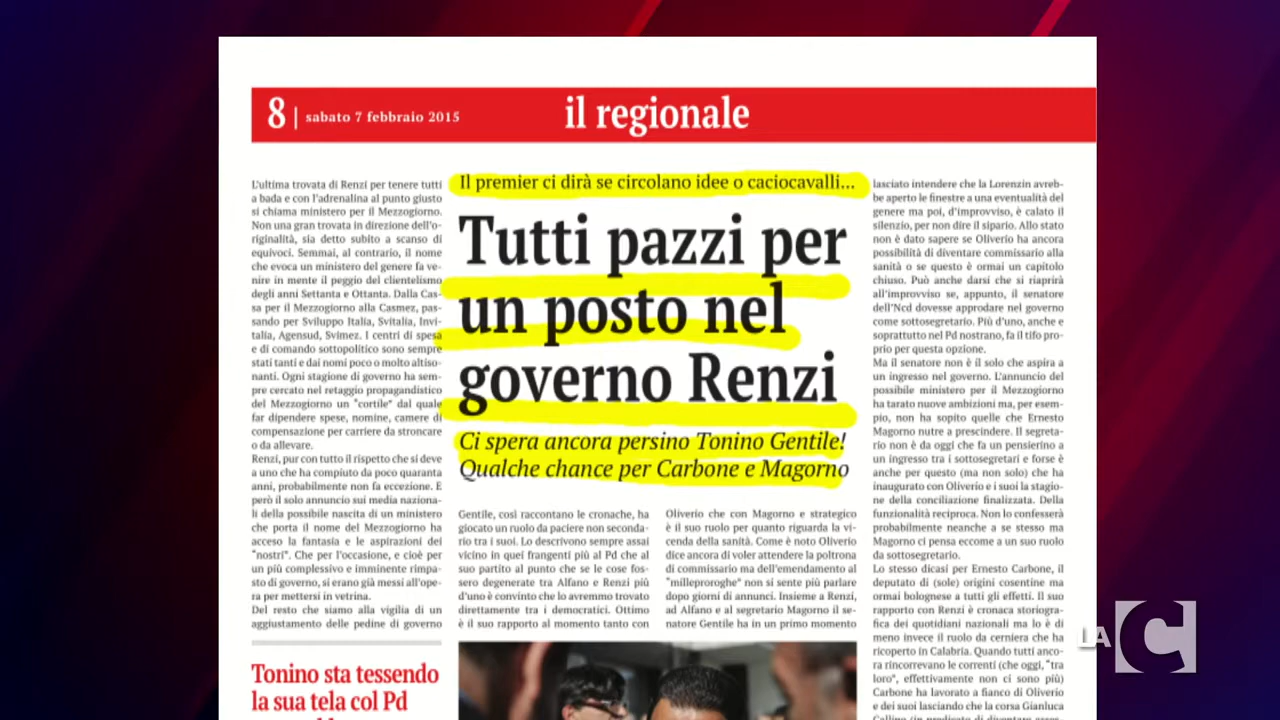 8 | sabato 7 febbraio 2015
il regionale
L'ultima trovata di Renzi per tenere tutti
a bada e con l'adrenalina al punto giusto
si chiama ministero per il Mezzogiorno.
Non una gran trovata in direzione dell'o-
riginalità, sia detto subito a scanso di
equivoci. Semmai, al contrario, il nome
che evoca un ministero del genere fa ve-
nire in mente il peggio del clientelismo
degli anni Settanta e Ottanta. Dalla Cas-
sa per il Mezzogiorno alla Casmez, pas-
sando per Sviluppo Italia, Svitalia, Invi-
talia, Agensud, Svimez. I centri di spesa
e di comando sottopolitico sono sempre
stati tanti e dai nomi poco o molto altiso-
nanti. Ogni stagione di governo ha sem-
pre cercato nel retaggio propagandistico
del Mezzogiorno un "cortile" dal quale
far dipendere spese, nomine, camere di
compensazione per carriere da stroncare
o da allevare.
Renzi, pur con tutto il rispetto che si deve
a uno che ha compiuto da poco quaranta
anni, probabilmente non fa eccezione. E
però il solo annuncio sui media naziona-
li della possibile nascita di un ministero
che porta il nome del Mezzogiorno ha
acceso la fantasia e le aspirazioni dei
"nostri". Che per l'occasione, e cioè per
un più complessivo e imminente rimpa-
sto di governo, si erano già messi all'ope-
ra per mettersi in vetrina.
Del resto che siamo alla vigilia di un
aggiustamento delle pedine di governo
Tonino sta tessendo
la sua tela col Pd
Il premier ci dirà se circolano idee o caciocavalli...
Tutti pazzi per
un posto nel
governo Renzi
Ci spera ancora persino Tonino Gentile!
Qualche chance per Carbone e Magorno
Gentile, così raccontano le cronache, ha
giocato un ruolo da paciere non seconda-
rio tra i suoi. Lo descrivono sempre assai
vicino in quei frangenti più al Pd che al
suo partito al punto che se le cose fos-
sero degenerate tra Alfano e Renzi più
d'uno è convinto che lo avremmo trovato
direttamente tra i democratici. Ottimo
è il suo rapporto al momento tanto con
Oliverio che con Magorno e strategico
è il suo ruolo per quanto riguarda la vi-
cenda della sanità. Come è noto Oliverio
dice ancora di voler attendere la poltrona
di commissario ma dell'emendamento al
"milleproroghe" non si sente più parlare
dopo giorni di annunci. Insieme a Renzi,
ad Alfano e al segretario Magorno il se-
natore Gentile ha in un primo momento
lasciato intendere che la Lorenzin avreb-
be aperto le finestre a una eventualità del
genere ma poi, d'improvviso, è calato il
silenzio, per non dire il sipario. Allo stato
non è dato sapere se Oliverio ha ancora
possibilità di diventare commissario alla
sanità o se questo è ormai un capitolo
chiuso. Può anche darsi che si riaprirà
all'improvviso se, appunto, il senatore
dell'Ncd dovesse approdare nel governo
come sottosegretario. Più d'uno, anche e
soprattutto nel Pd nostrano, fa il tifo pro-
prio per questa opzione.
Ma il senatore non è il solo che aspira a
un ingresso nel governo. L'annuncio del
possibile ministero per il Mezzogiorno
ha tarato nuove ambizioni ma, per esem-
pio, non ha sopito quelle che Ernesto
Magorno nutre a prescindere. Il segreta-
rio non è da oggi che fa un pensierino a
un ingresso tra i sottosegretari e forse è
anche per questo (ma non solo) che ha
inaugurato con Oliverio e i suoi la stagio-
ne della conciliazione finalizzata. Della
funzionalità reciproca. Non lo confesserà
probabilmente neanche a se stesso ma
Magorno ci pensa eccome a un suo ruolo
da sottosegretario.
Lo stesso dicasi per Ernesto Carbone, il
deputato di (sole) origini cosentine ma
ormai bolognese a tutti gli effetti. Il suo
rapporto con Renzi è cronaca storiogra-
fica dei quotidiani nazionali ma lo è di
meno invece il ruolo da cerniera che ha
ricoperto in Calabria. Quando tutti anco-
ra rincorrevano le correnti (che oggi, "tra
loro", effettivamente non ci sono più)
Carbone ha lavorato a fianco di Oliverio
e dei suoi lasciando che la corsa Gianluca
LA C